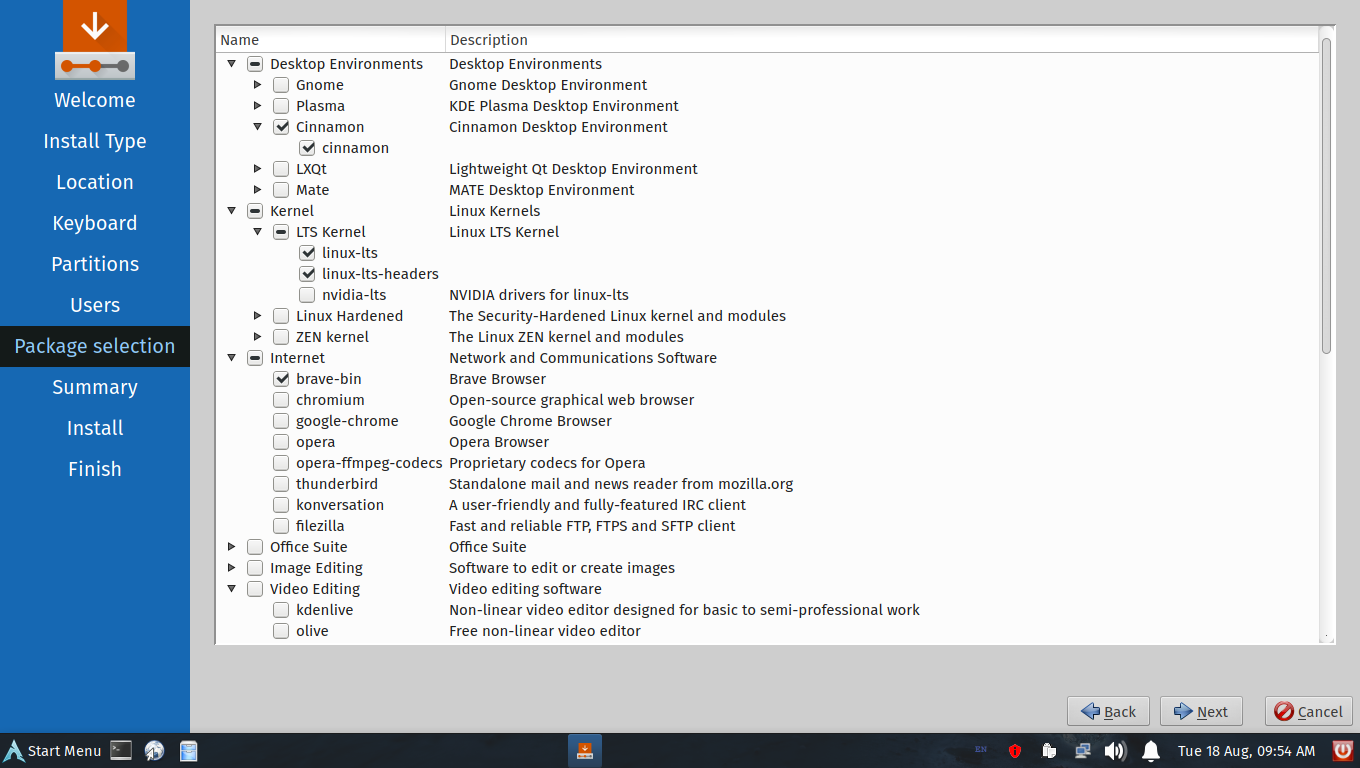 Welcome
Install Type
Location
Keyboard
Partitions
Users
Package selection
Summary
Install
Finish
Name Description
Desktop Environments Desktop Environments
Gnome Gnome Desktop Environment
Plasma KDE Plasma Desktop Environment
Cinnamon Cinnamon Desktop Environment
cinnamon
LXQt Lightweight Qt Desktop Environment
Mate MATE Desktop Environment
Kernel Linux Kernels
LTS Kernel Linux LTS Kernel
linux-lts
linux-lts-headers
nvidia-lts NVIDIA drivers for linux-lts
Linux Hardened The Security-Hardened Linux kernel and modules
ZEN kernel The Linux ZEN kernel and modules
Internet Network and Communications Software
brave-bin Brave Browser
chromium Open-source graphical web browser
google-chrome Google Chrome Browser
opera Opera Browser
opera-ffmpeg-codecs Proprietary codecs for Opera
thunderbird Standalone mail and news reader from mozilla.org
konversation A user-friendly and fully-featured IRC client
filezilla Fast and reliable FTP, FTPS and SFTP client
Office Suite Office Suite
Image Editing Software to edit or create images
Video Editing Video editing software
kdenlive Non-linear video editor designed for basic to semi-professional work
olive Free non-linear video editor
Back Next Cancel
Start Menu EN Tue 18 Aug, 09:54 AM